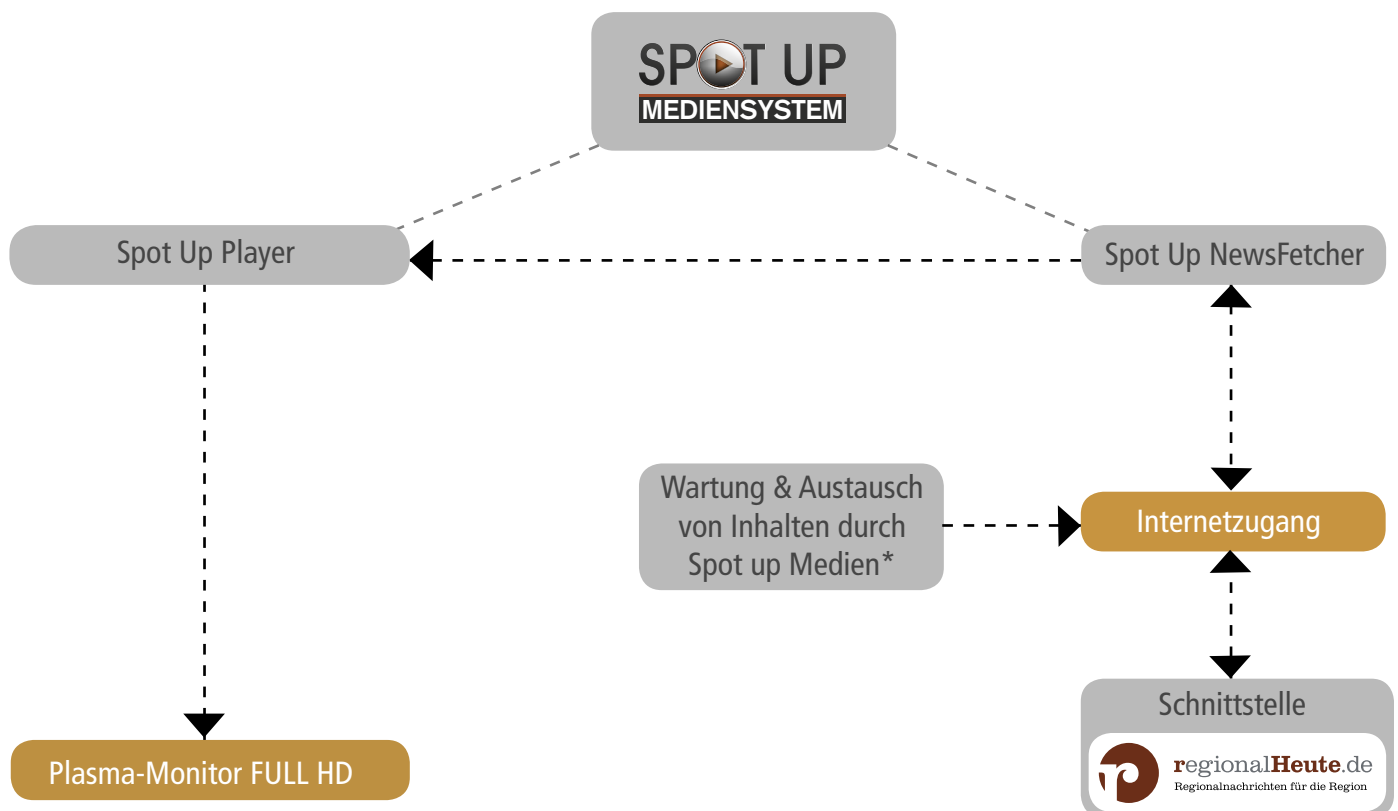 SPOT UP
MEDIENSYSTEM
Spot Up Player
Spot Up NewsFetcher
Wartung & Austausch
von Inhalten durch
Spot up Medien*
Internetzugang
Schnittstelle
regionalHeute.de
Regionalnachrichten für die Region
Plasma-Monitor FULL HD